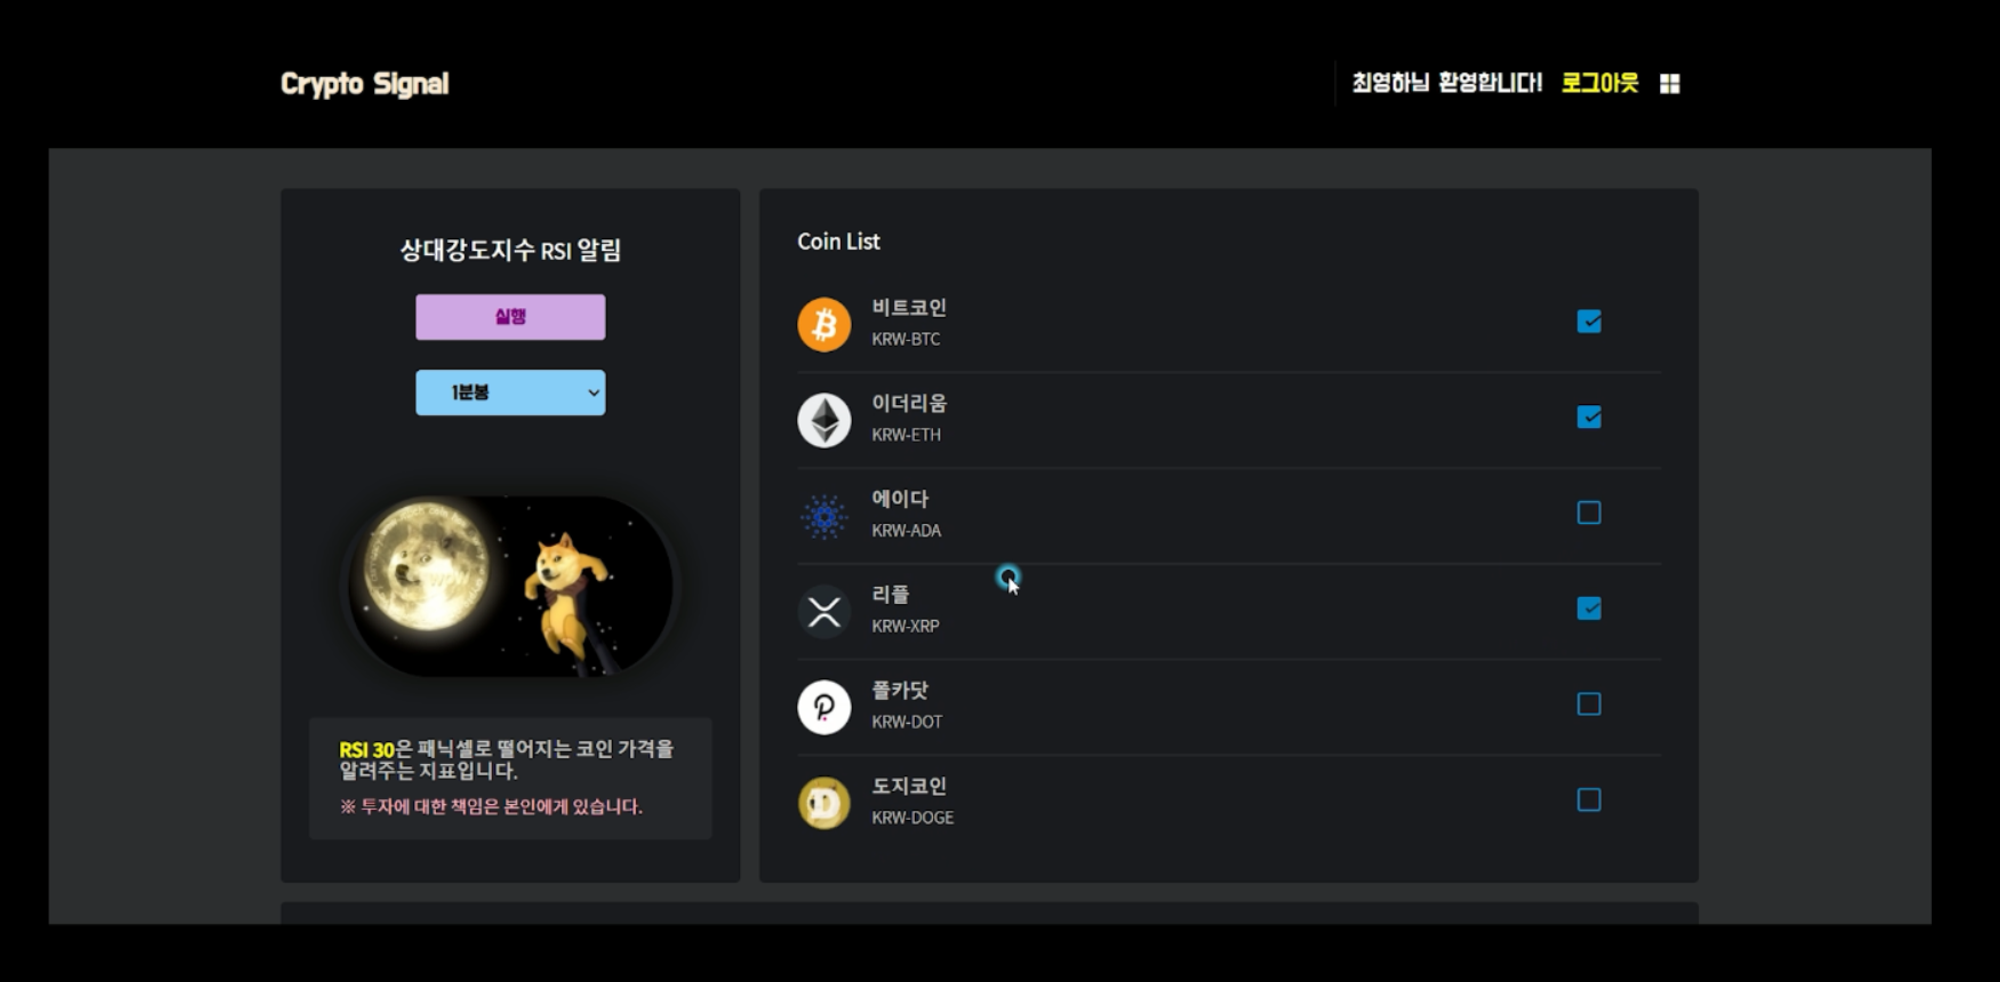 Crypto Signal
최영하님 환영합니다! 로그아웃
상대강도지수 RSI 알림
실행
1분봉
RSI 30은 패닉셀로 떨어지는 코인 가격을
알려주는 지표입니다.
※ 투자에 대한 책임은 본인에게 있습니다.
Coin List
비트코인
KRW-BTC
이더리움
KRW-ETH
에이다
KRW-ADA
리플
KRW-XRP
폴카닷
KRW-DOT
도지코인
KRW-DOGE